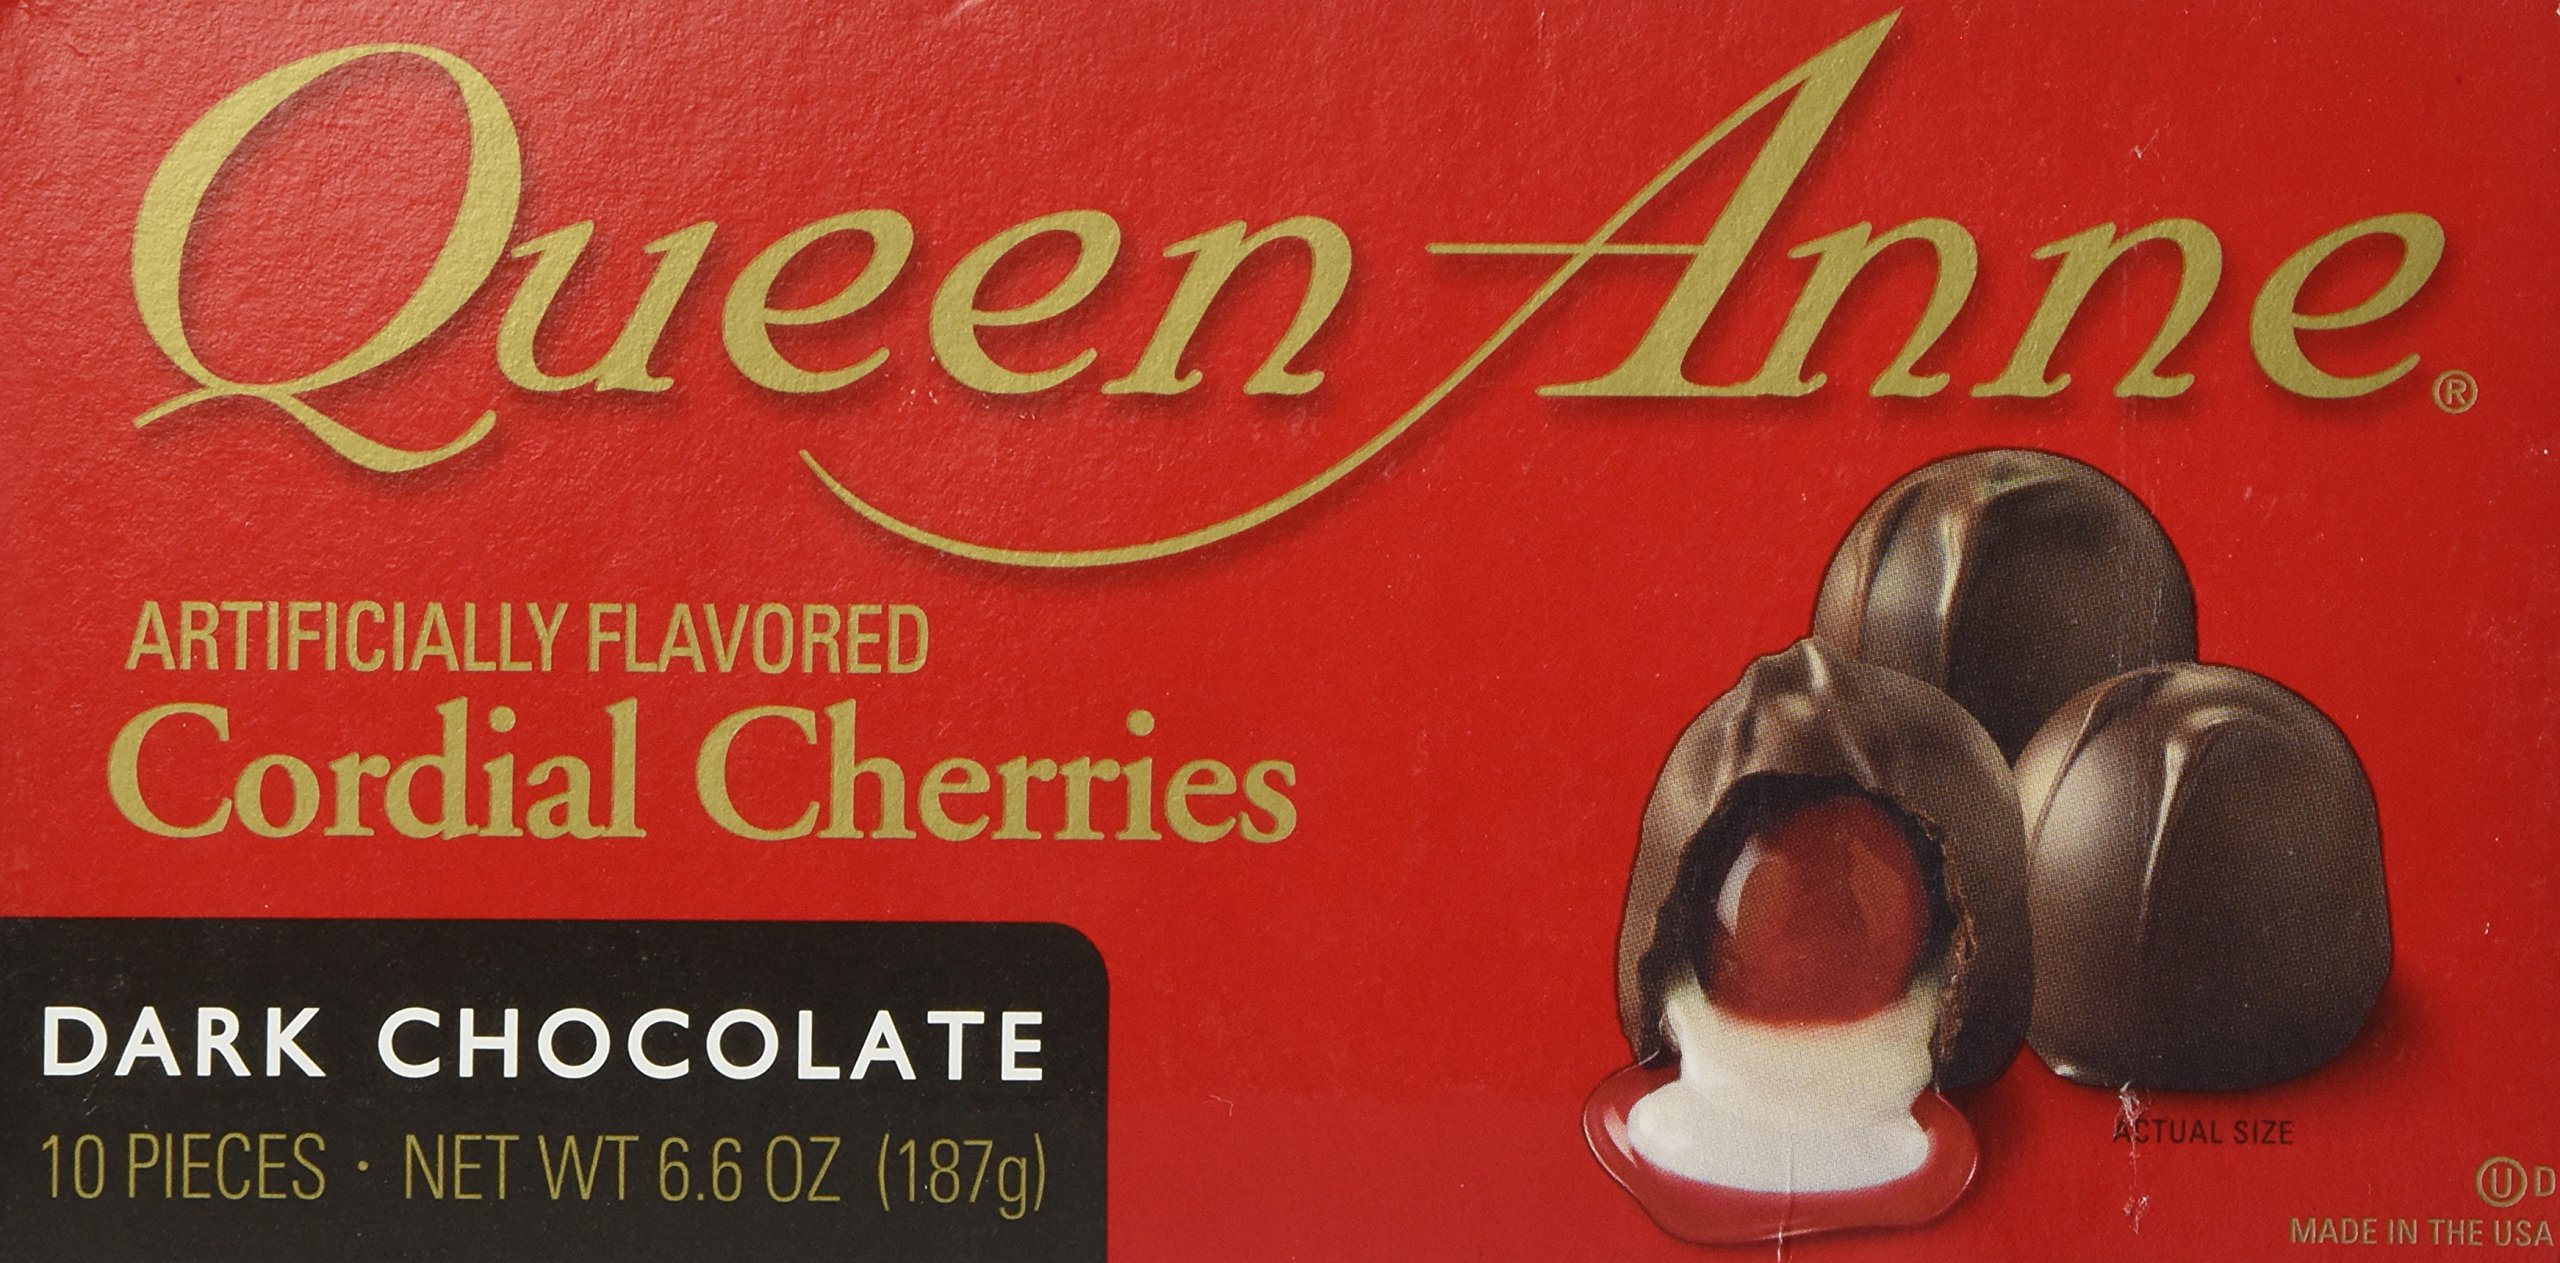 Queen Anne®
ARTIFICIALLY FLAVORED
Cordial Cherries
DARK CHOCOLATE
10 PIECES · NET WT 6.6 OZ (187g)
ACTUAL SIZE
Ⓤ D
MADE IN THE USA